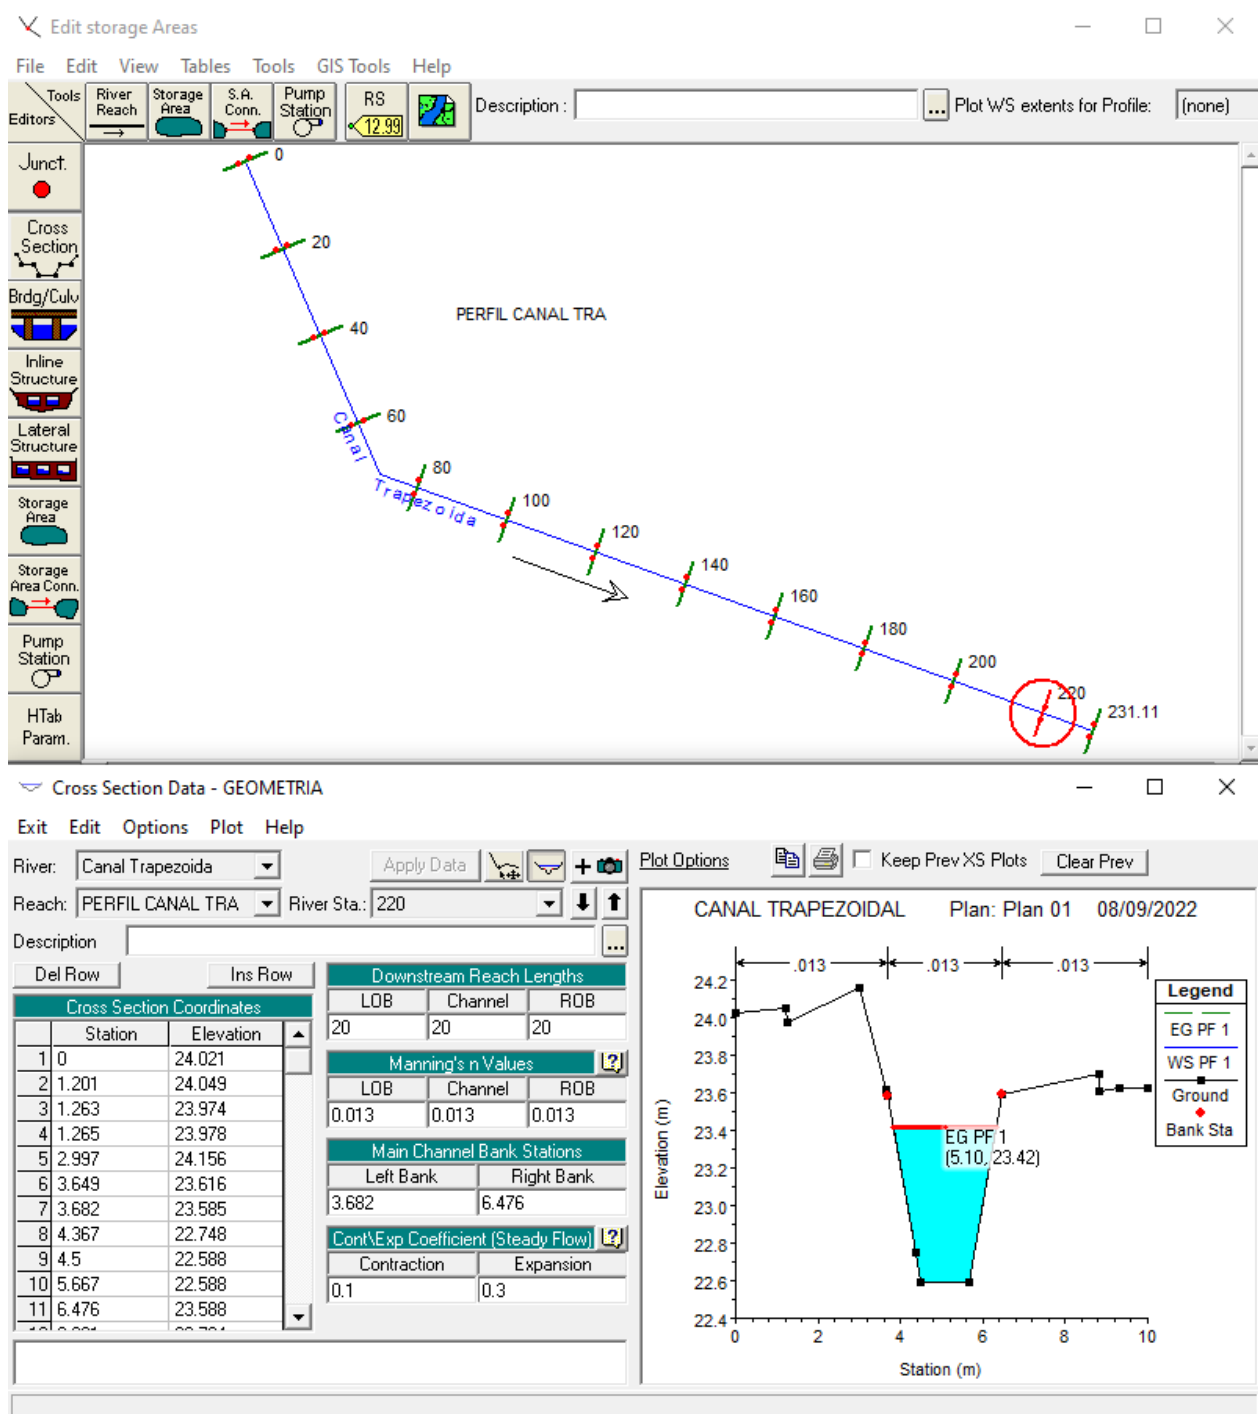 Edit storage Areas
File Edit View Tables Tools GIS Tools Help
Tools
Editors
River
Reach
Storage
Area
S.A.
Conn.
Pump
Station
RS
12.99
Description :
...
Plot WS extents for Profile:
(none)
Junct.
Cross
Section
Brdg/Culv
Inline
Structure
Lateral
Structure
Storage
Area
Storage
Area Conn.
Pump
Station
HTab
Param.
0
20
40
PERFIL CANAL TRA
60
Canal
80
Trapezoida
100
120
140
160
180
200
220
231.11
Cross Section Data - GEOMETRIA
Exit Edit Options Plot Help
River: Canal Trapezoida
Apply Data
Reach: PERFIL CANAL TRA River Sta.: 220
Description
...
Del Row Ins Row
Cross Section Coordinates
Station Elevation
1 0 24.021
2 1.201 24.049
3 1.263 23.974
4 1.265 23.978
5 2.997 24.156
6 3.649 23.616
7 3.682 23.585
8 4.367 22.748
9 4.5 22.588
10 5.667 22.588
11 6.476 23.588
Downstream Reach Lengths
LOB Channel ROB
20 20 20
Manning's n Values
LOB Channel ROB
0.013 0.013 0.013
Main Channel Bank Stations
Left Bank Right Bank
3.682 6.476
Cont\Exp Coefficient (Steady Flow)
Contraction Expansion
0.1 0.3
Plot Options Keep Prev XS Plots Clear Prev
CANAL TRAPEZOIDAL Plan: Plan 01 08/09/2022
.013 .013 .013
24.2
24.0
23.8
23.6
23.4
23.2
23.0
22.8
22.6
22.4
Elevation (m)
EG PF 1
(5.10, 23.42)
0 2 4 6 8 10
Station (m)
Legend
EG PF 1
WS PF 1
Ground
Bank Sta